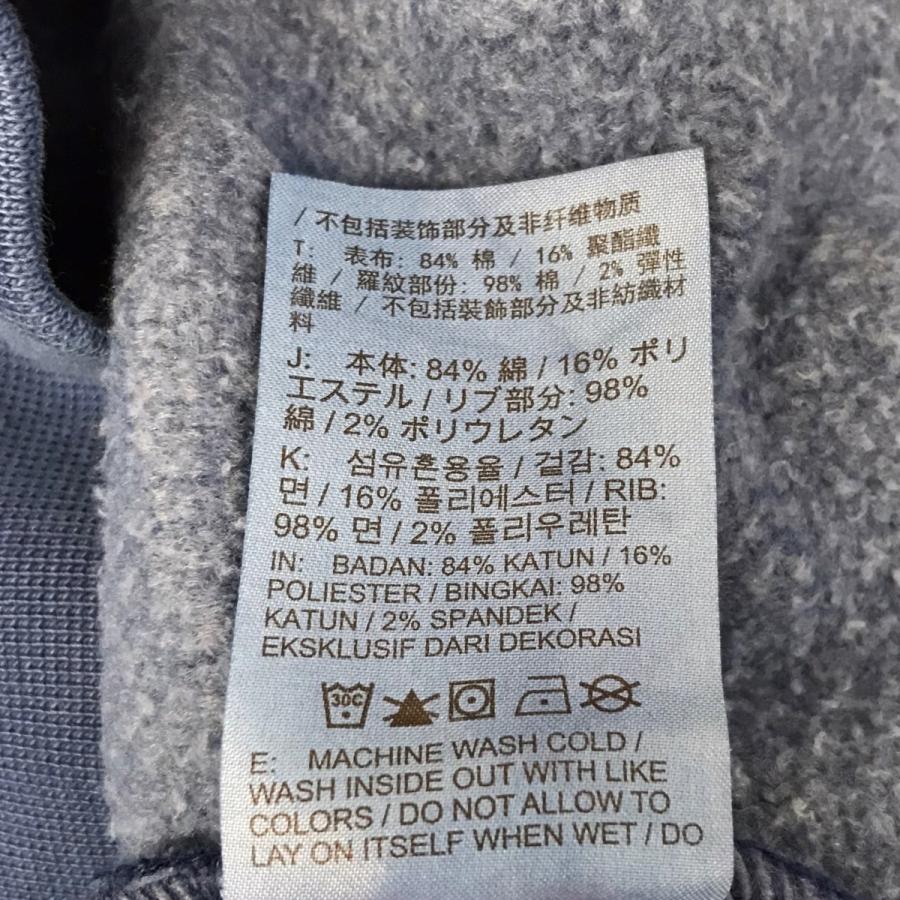 / 不包括装饰部分及非纤维物质
T: 表布: 84% 棉 / 16% 聚酯纖
維 / 羅紋部份: 98% 棉 / 2% 彈性
纖維 / 不包括裝飾部分及非紡織材
料
J: 本体: 84% 綿 / 16% ポリ
エステル / リブ部分: 98%
綿 / 2% ポリウレタン
K: 섬유혼용율 / 겉감: 84%
면 / 16% 폴리에스터 / RIB:
98% 면 / 2% 폴리우레탄
IN: BADAN: 84% KATUN / 16%
POLIESTER / BINGKAI: 98%
KATUN / 2% SPANDEK /
EKSKLUSIF DARI DEKORASI
30C
E: MACHINE WASH COLD /
WASH INSIDE OUT WITH LIKE
COLORS / DO NOT ALLOW TO
LAY ON ITSELF WHEN WET / DO